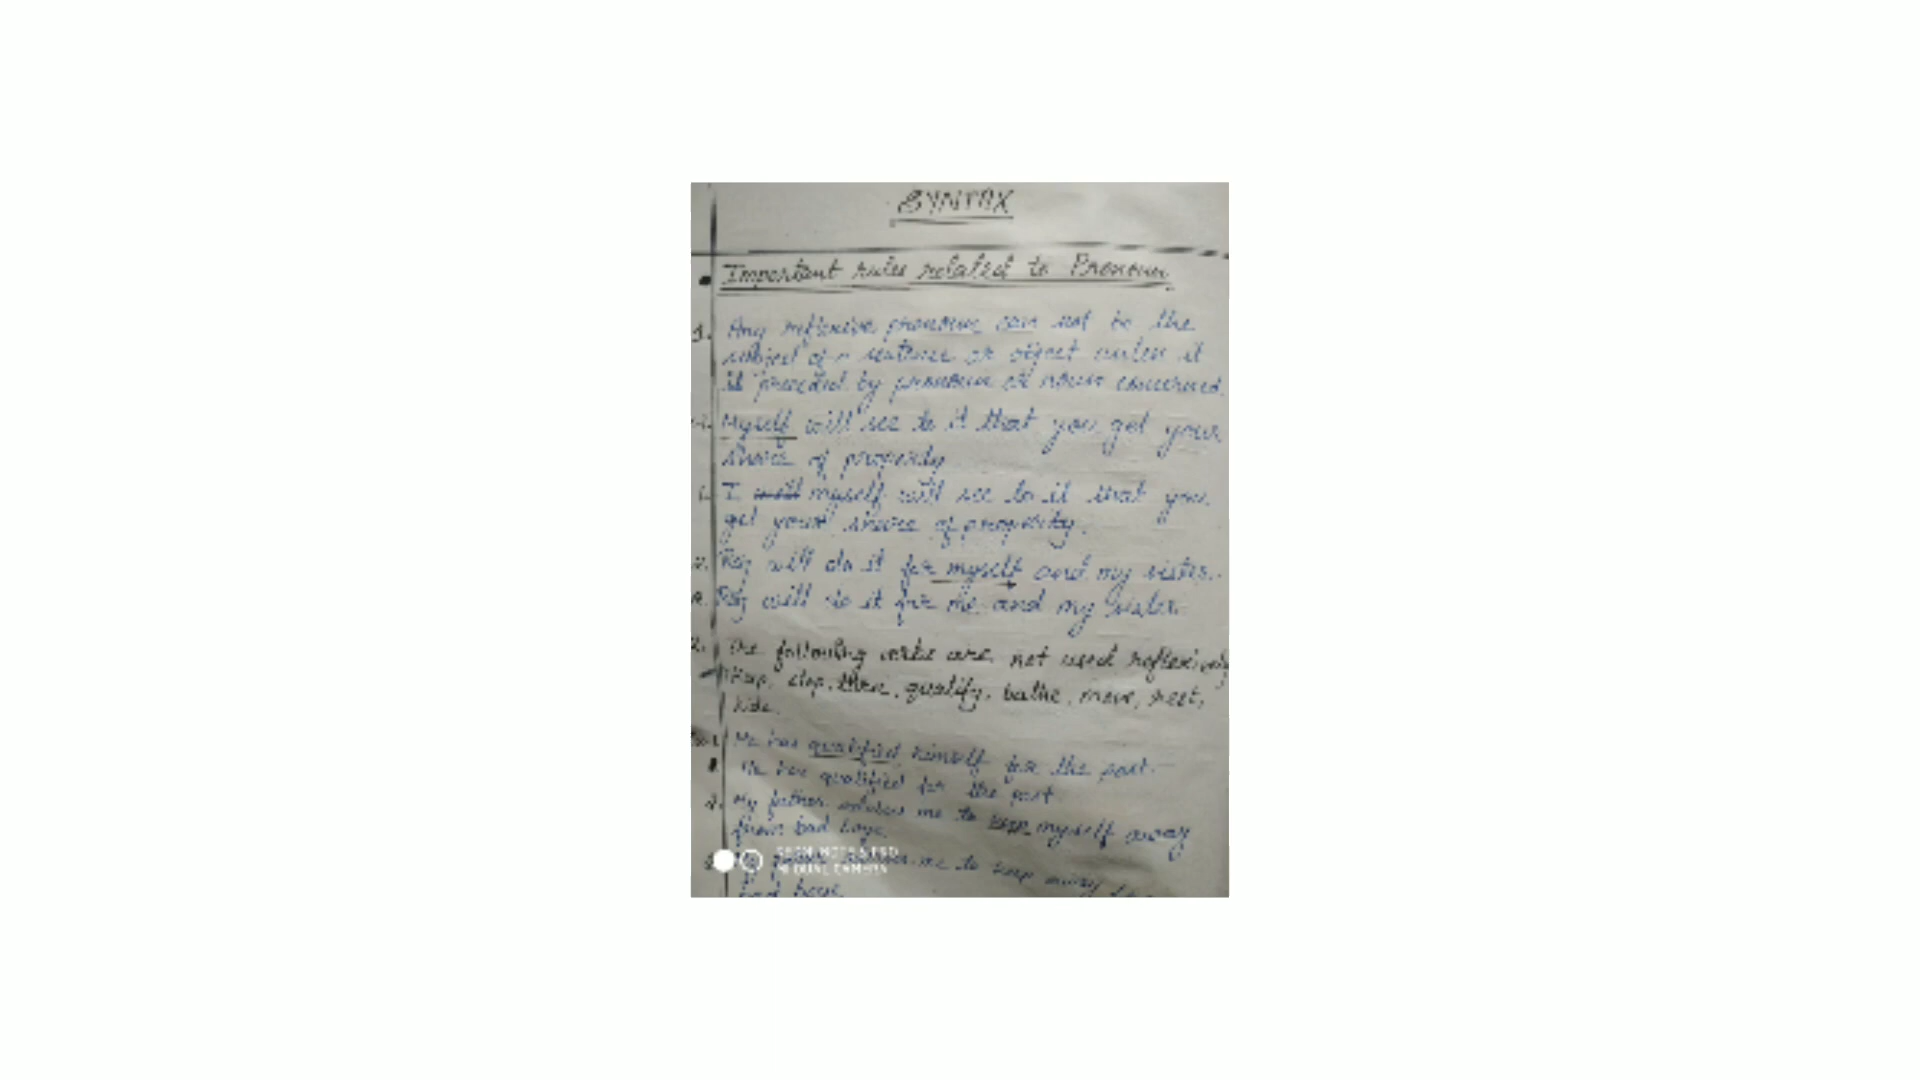 SYNTAX
Important rules related to Pronoun
1. Any reflexive pronoun can not be the
subject of a sentence or object unless it
is preceded by pronoun or noun concerned.
Myself will see to it that you get your
share of property
I will myself will see to it that you
get your share of property.
Raj will do it for myself and my sister.
Raj will do it for me and my sister.
2. The following verbs are not used reflexively
Keep, stop, qualify, bathe, move, rest,
hide.
He has qualified himself for the post.
He has qualified for the post.
My father advises me to keep myself away
from bad boys.
me to keep away
bad boys
AI DUAL CAMERA